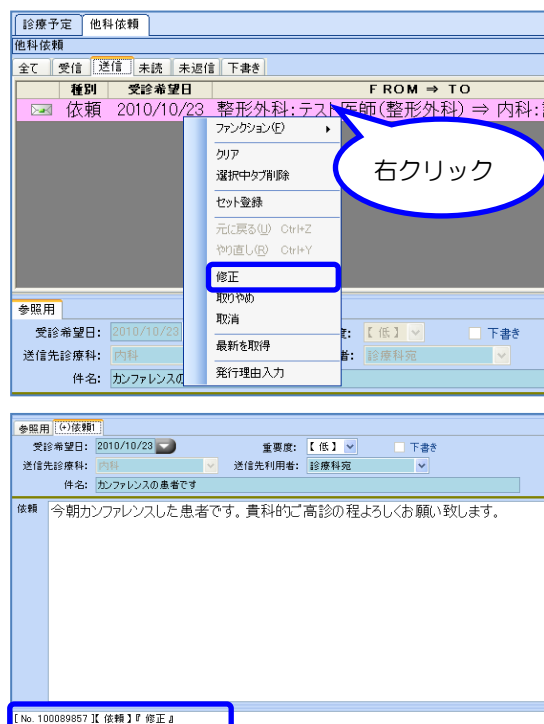 診療予定 他科依頼
他科依頼
全て 受信 送信 未読 未返信 下書き
種別 受診希望日 FROM ⇒ TO
依頼 2010/10/23 整形外科:テスト医師(整形外科) ⇒ 内科:
ファンクション(F)
クリア
選択中タブ削除
セット登録
元に戻る(U) Ctrl+Z
やり直し(R) Ctrl+Y
修正
取りやめ
取消
最新を取得
発行理由入力
右クリック
参照用
受診希望日: 2010/10/23 度: 【低】 下書き
送信先診療科: 内科 者: 診療科宛
件名: カンファレンスの
参照用 (+)依頼1
受診希望日: 2010/10/23 重要度: 【低】 下書き
送信先診療科: 内科 送信先利用者: 診療科宛
件名: カンファレンスの患者です
依頼 今朝カンファレンスした患者です。貴科的ご高診の程よろしくお願い致します。
[No. 100089857]【依頼】『修正』